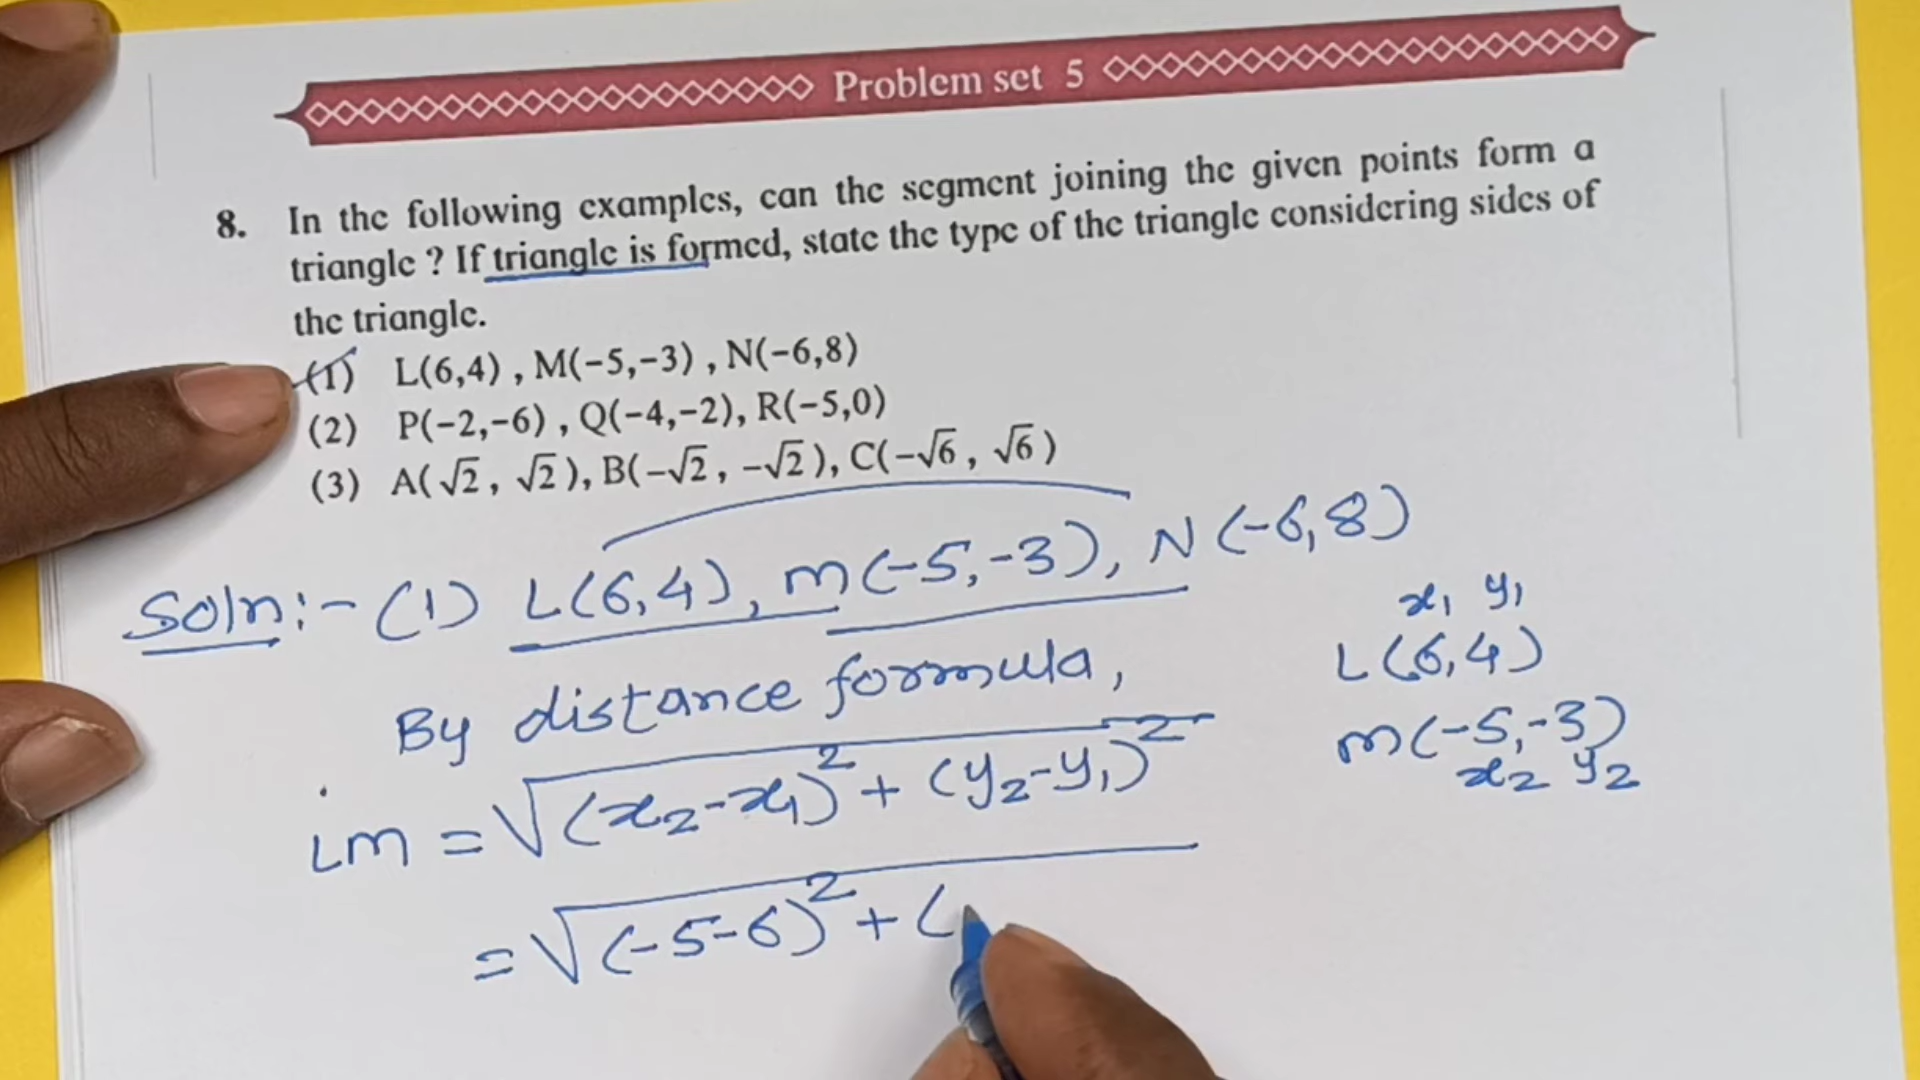 Problem set 5
8. In the following examples, can the segment joining the given points form a
triangle ? If triangle is formed, state the type of the triangle considering sides of
the triangle.
(1) L(6,4) , M(-5,-3) , N(-6,8)
(2) P(-2,-6) , Q(-4,-2), R(-5,0)
(3) A(√2, √2), B(-√2, -√2), C(-√6, √6)
Soln:- (1) L(6,4), m(-5,-3), N(-6,8)
x₁ y₁
L(6,4)
By distance formula,
m(-5,-3)
x₂ y₂
Lm = √(x₂-x₁)² + (y₂-y₁)²
= √(-5-6)² + (